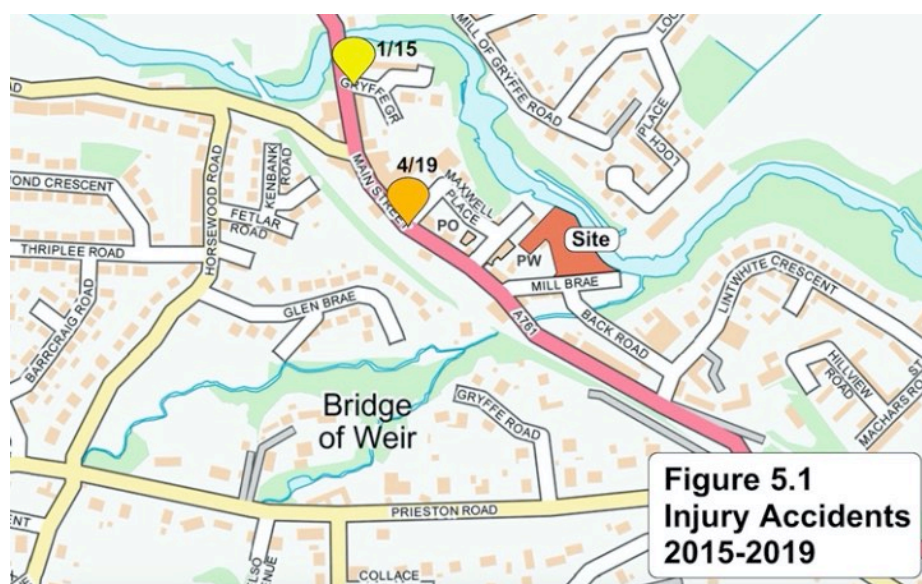 1/15
GRYFFE GR
MILL OF GRYFFE ROAD
LOCH
PLACE
ROAD
HORSEWOOD ROAD
KENBANK
ROAD
MAIN STREET
4/19
MAXWELL
PLACE
OND CRESCENT
FETLAR
ROAD
PO
Site
PW
THRIPLEE ROAD
MILL BRAE
LINTWHITE CRESCENT
GLEN BRAE
A761
BACK ROAD
BARRCRAIG ROAD
HILLVIEW
ROAD
MACHARS
Bridge
of Weir
GRYFFE ROAD
PRIESTON ROAD
ENT
COLLACE
Figure 5.1
Injury Accidents
2015-2019